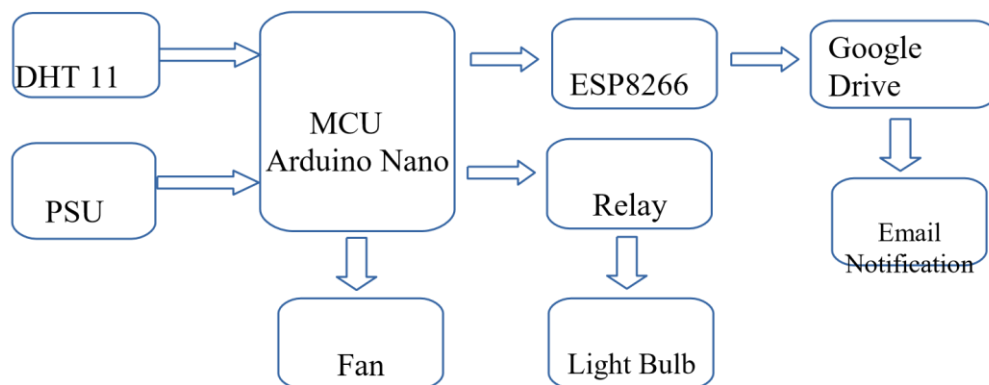 DHT 11
PSU
MCU
Arduino Nano
ESP8266
Relay
Google
Drive
Email
Notification
Fan
Light Bulb